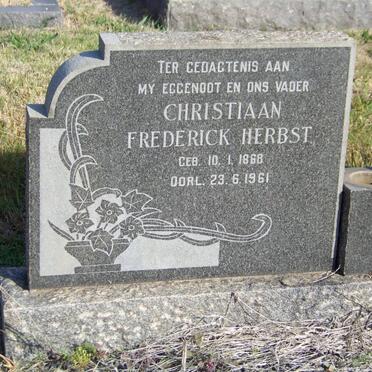 TER GEDAGTENIS AAN
MY EGGENOOT EN ONS VADER
CHRISTIAAN
FREDERICK HERBST
GEB. 10. 1. 1868
OORL. 23. 6. 1961